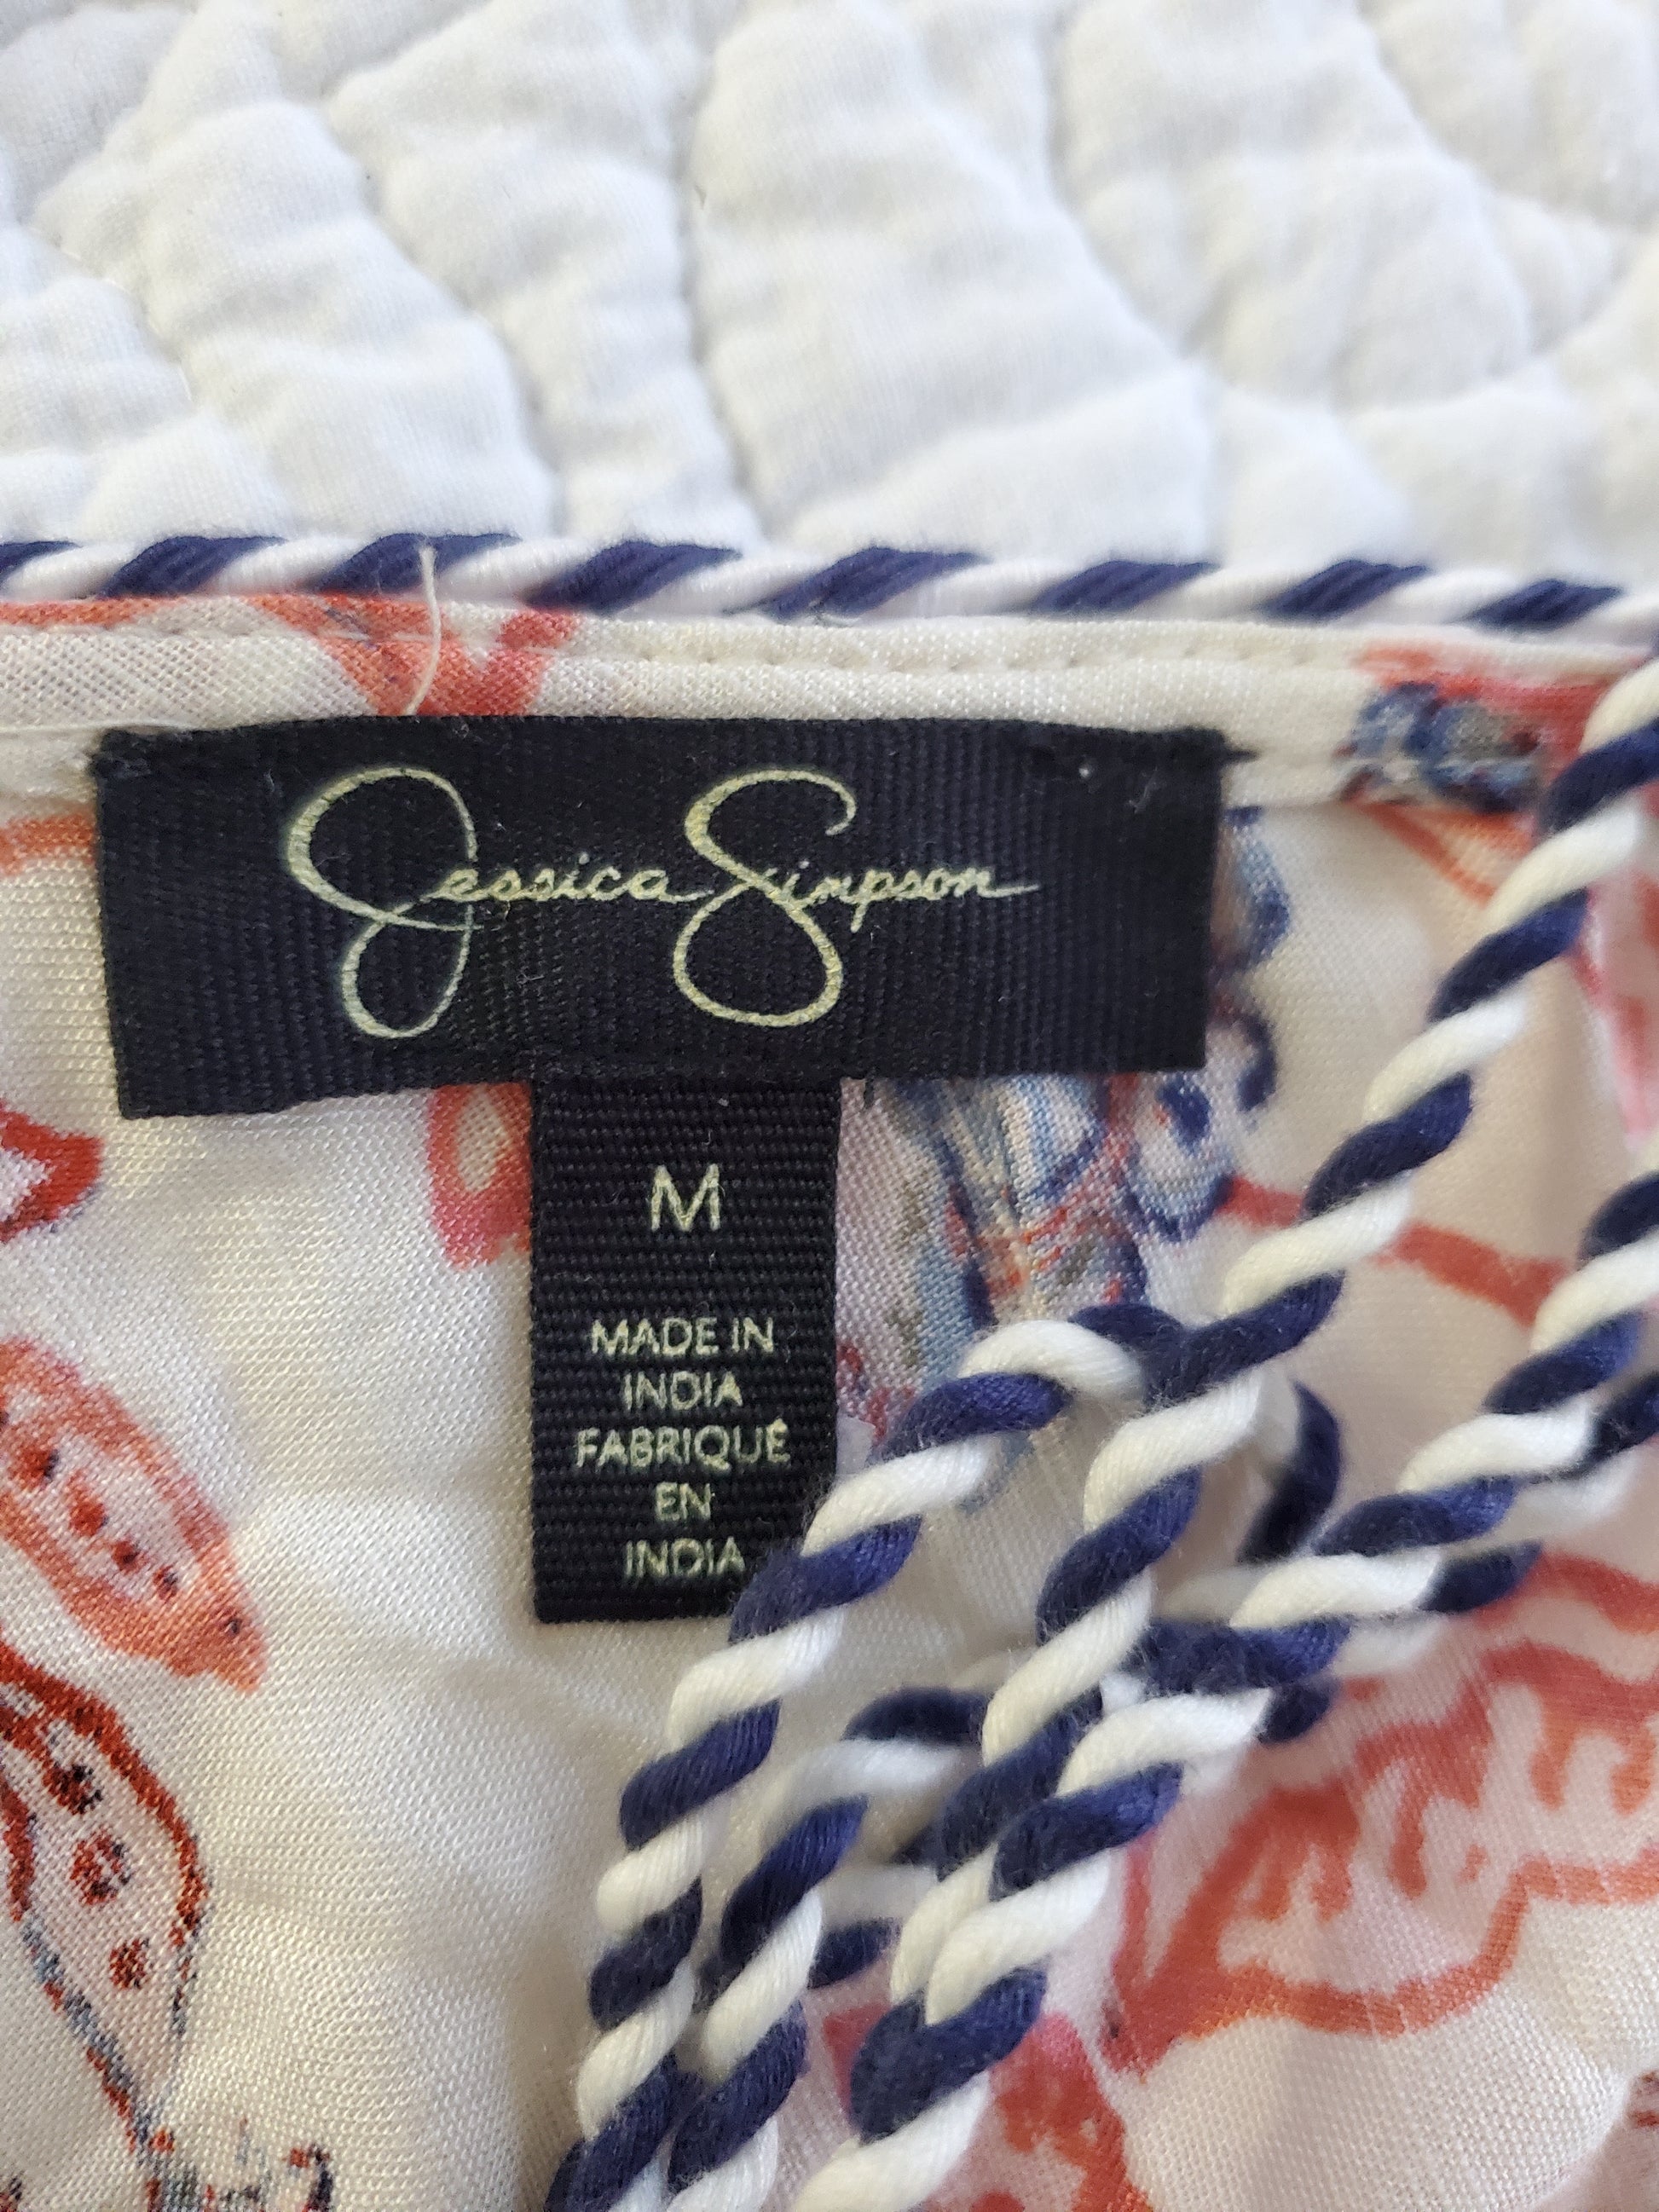 Jessica Simpson
M
MADE IN
INDIA
FABRIQUÉ
EN
INDIA